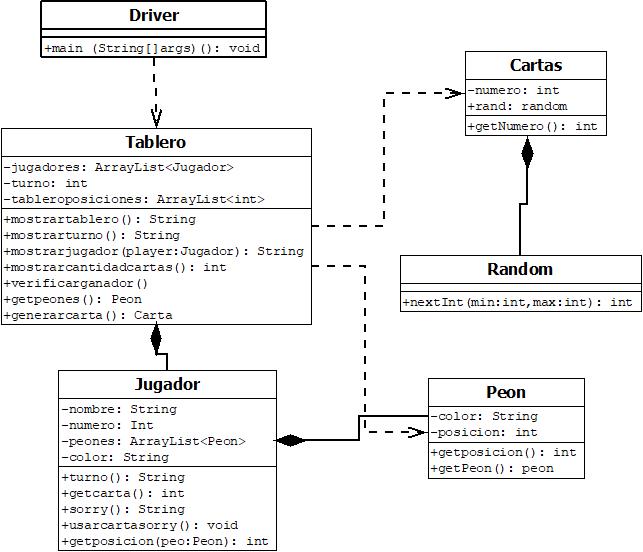 Driver
+main (String[]args)(): void
Cartas
-numero: int
+rand: random
+getNumero(): int
Tablero
-jugadores: ArrayList<Jugador>
-turno: int
-tableroposiciones: ArrayList<int>
+mostrartablero(): String
+mostrarturno(): String
+mostrarjugador(player:Jugador): String
+mostrarcantidadcartas(): int
+verificarganador()
+getpeones(): Peon
+generarcarta(): Carta
Random
+nextInt(min:int,max:int): int
Jugador
-nombre: String
-numero: Int
-peones: ArrayList<Peon>
-color: String
+turno(): String
+getcarta(): int
+sorry(): String
+usarcartasorry(): void
+getposicion(peo:Peon): int
Peon
-color: String
-posicion: int
+getposicion(): int
+getPeon(): peon